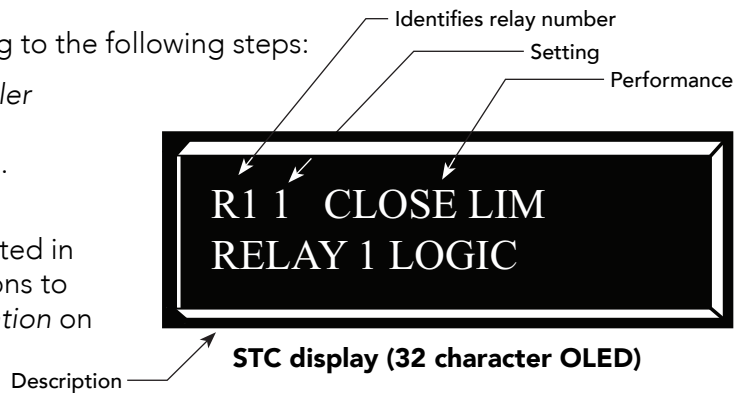 Identifies relay number
g to the following steps:
Setting
ler
Performance
.
R1 1 CLOSE LIM
RELAY 1 LOGIC
ted in
ons to
tion on
STC display (32 character OLED)
Description